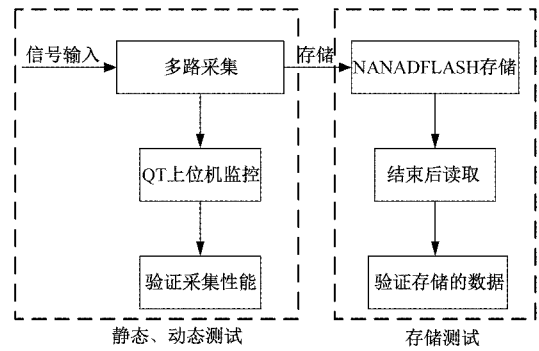 信号输入
多路采集
存储
NANADFLASH存储
QT上位机监控
结束后读取
验证采集性能
验证存储的数据
静态、动态测试
存储测试